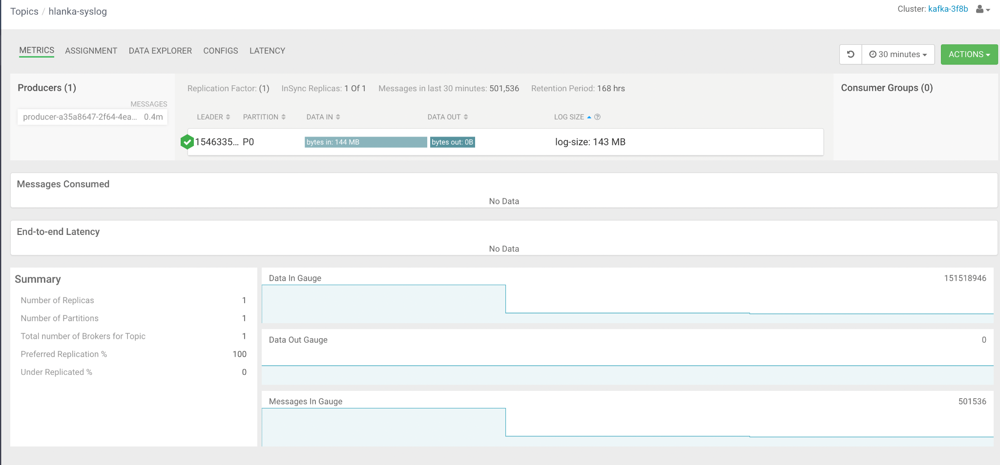 Topics / hlanka-syslog
Cluster: kafka-3f8b
METRICS ASSIGNMENT DATA EXPLORER CONFIGS LATENCY
30 minutes
ACTIONS
Producers (1)
MESSAGES
producer-a35a8647-2f64-4ea... 0.4m
Replication Factor: (1) InSync Replicas: 1 Of 1 Messages in last 30 minutes: 501,536 Retention Period: 168 hrs
LEADER PARTITION DATA IN DATA OUT LOG SIZE ?
1546335... P0 bytes in: 144 MB bytes out: 0B log-size: 143 MB
Consumer Groups (0)
Messages Consumed
No Data
End-to-end Latency
No Data
Summary
Number of Replicas 1
Number of Partitions 1
Total number of Brokers for Topic 1
Preferred Replication % 100
Under Replicated % 0
Data In Gauge 151518946
Data Out Gauge 0
Messages In Gauge 501536